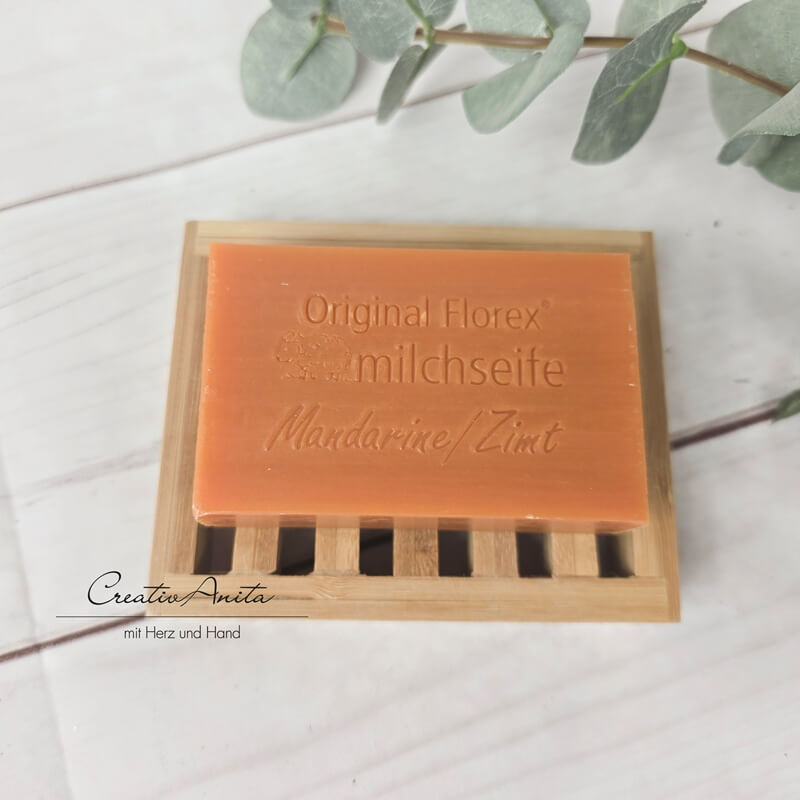 Original Florex®
milchseife
Mandarine/Zimt
CreativAnita
mit Herz und Hand